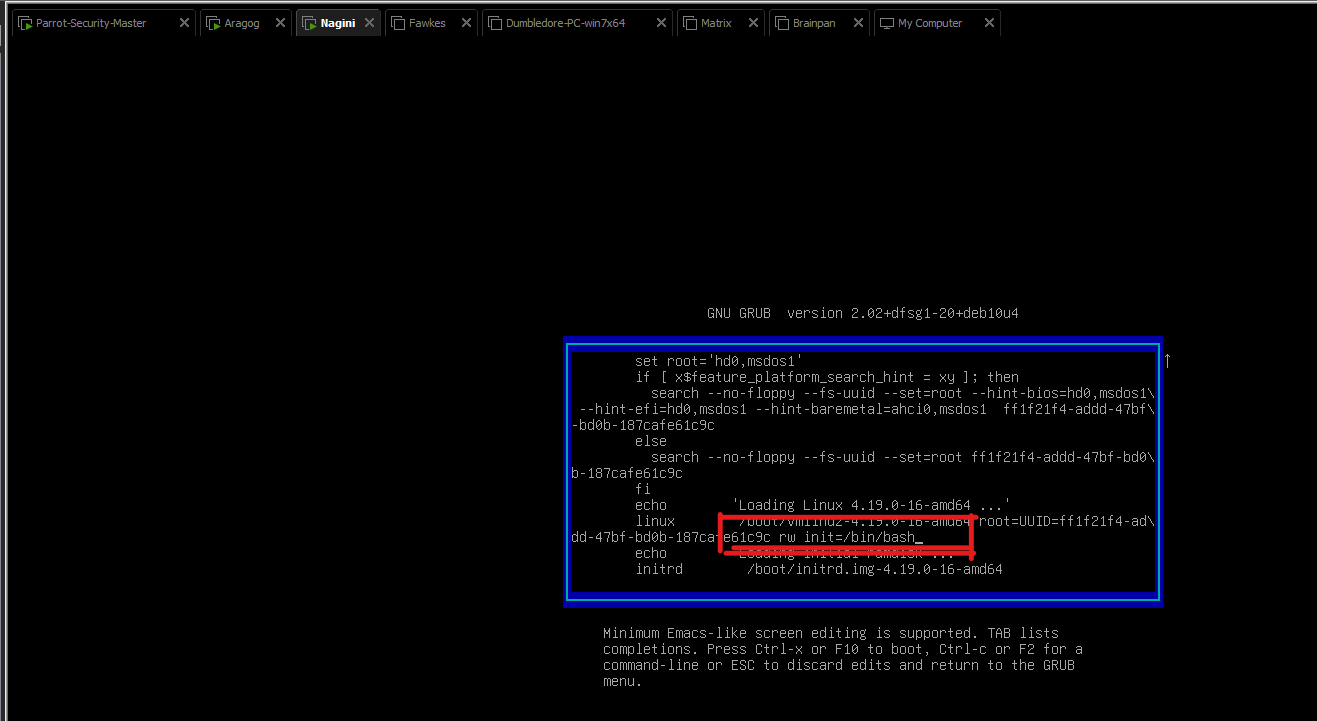 Parrot-Security-Master Aragog Nagini Fawkes Dumbledore-PC-win7x64 Matrix Brainpan My Computer
GNU GRUB  version 2.02+dfsg1-20+deb10u4
set root='hd0,msdos1'
if [ x$feature_platform_search_hint = xy ]; then
search --no-floppy --fs-uuid --set=root --hint-bios=hd0,msdos1\
--hint-efi=hd0,msdos1 --hint-baremetal=ahci0,msdos1  ff1f21f4-addd-47bf\
-bd0b-187cafe61c9c
else
search --no-floppy --fs-uuid --set=root ff1f21f4-addd-47bf-bd0\
b-187cafe61c9c
fi
echo 'Loading Linux 4.19.0-16-amd64 ...'
linux /boot/vmlinuz-4.19.0-16-amd64 root=UUID=ff1f21f4-ad\
dd-47bf-bd0b-187cafe61c9c rw init=/bin/bash_
echo 'Loading initial ramdisk ...'
initrd /boot/initrd.img-4.19.0-16-amd64
Minimum Emacs-like screen editing is supported. TAB lists
completions. Press Ctrl-x or F10 to boot, Ctrl-c or F2 for a
command-line or ESC to discard edits and return to the GRUB
menu.